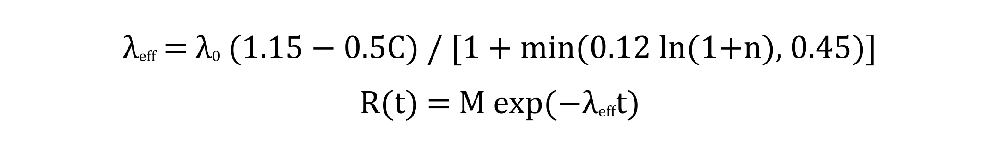 λeff = λ0 (1.15 − 0.5C) / [1 + min(0.12 ln(1+n), 0.45)]
R(t) = M exp(−λefft)